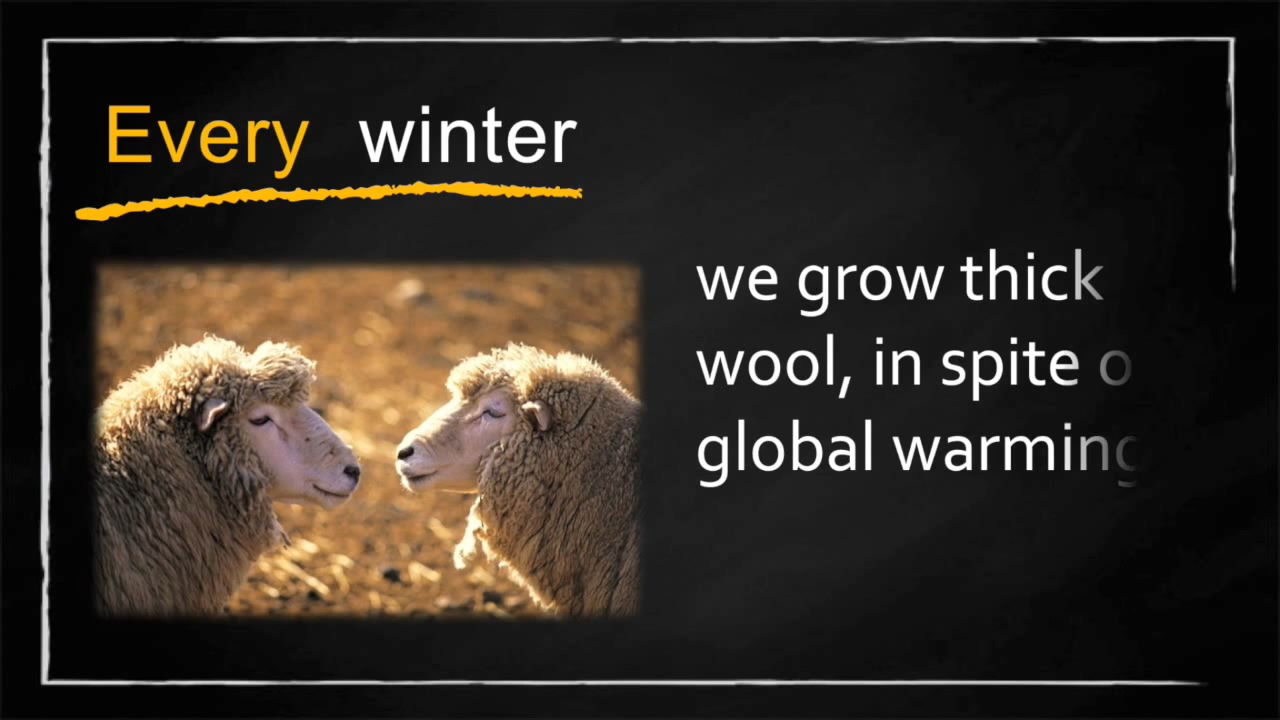 Every winter
we grow thick
wool, in spite o
global warming